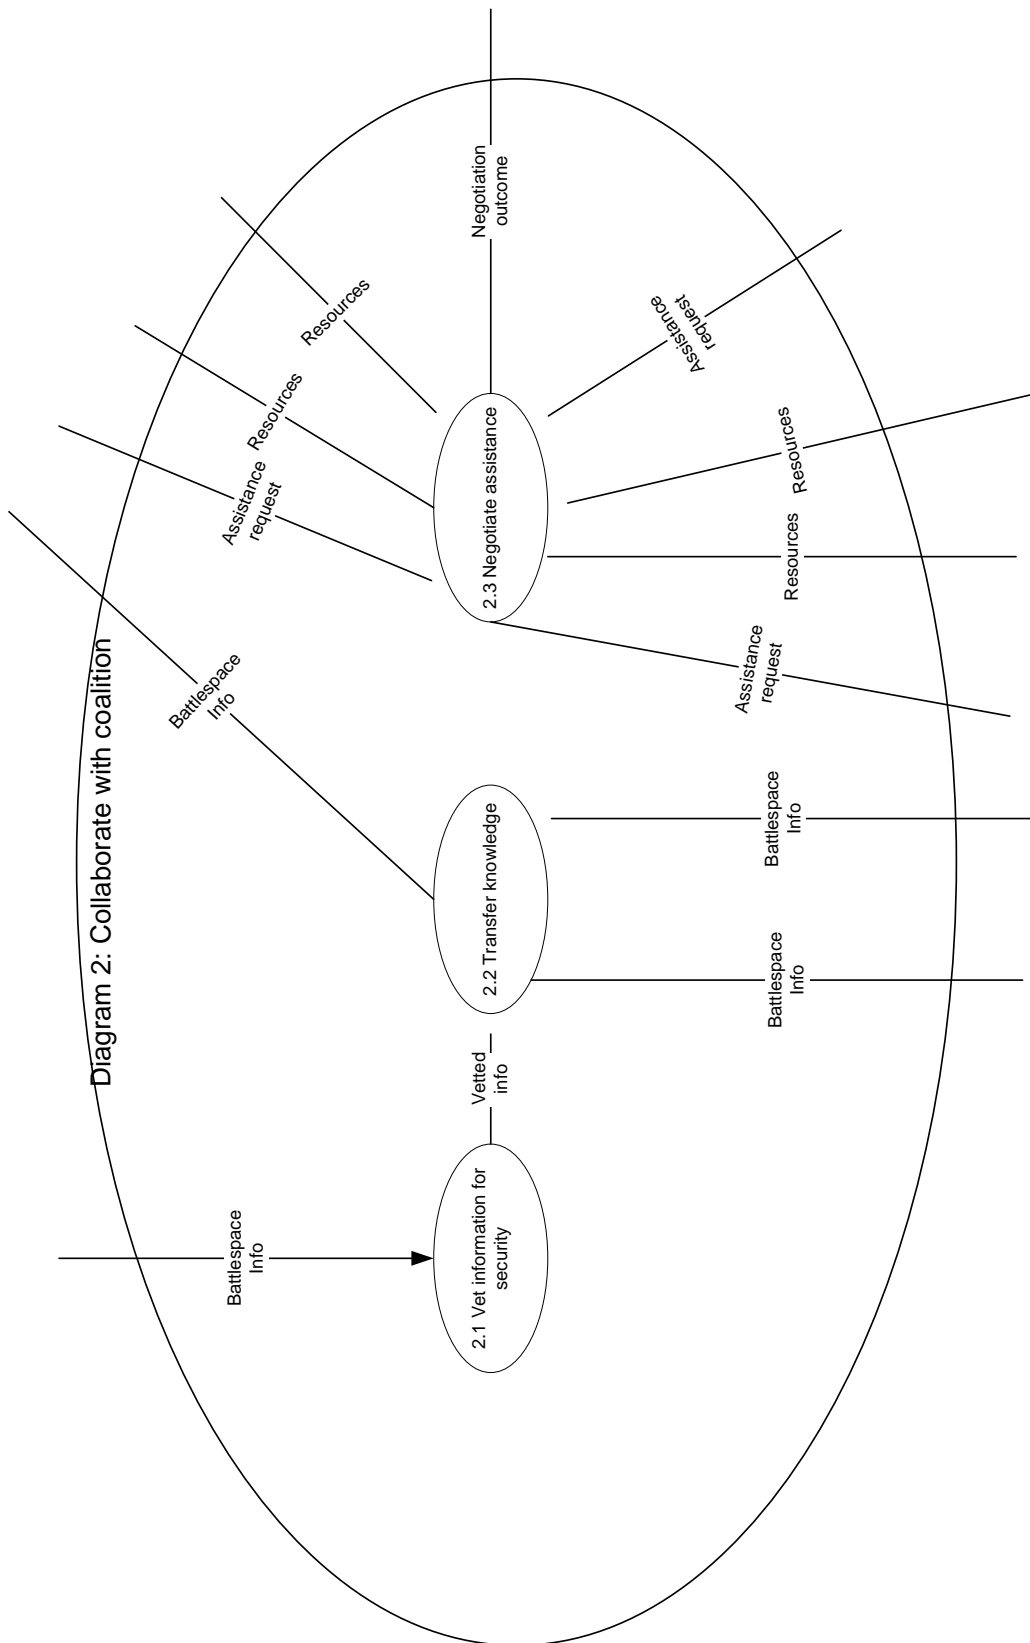 Diagram 2: Collaborate with coalition
Battlespace
Info
Battlespace
Info
Assistance
request
Resources
Resources
2.1 Vet information for
security
Vetted
info
2.2 Transfer knowledge
2.3 Negotiate assistance
Negotiation
outcome
Battlespace
Info
Battlespace
Info
Assistance
request
Resources
Resources
Assistance
request